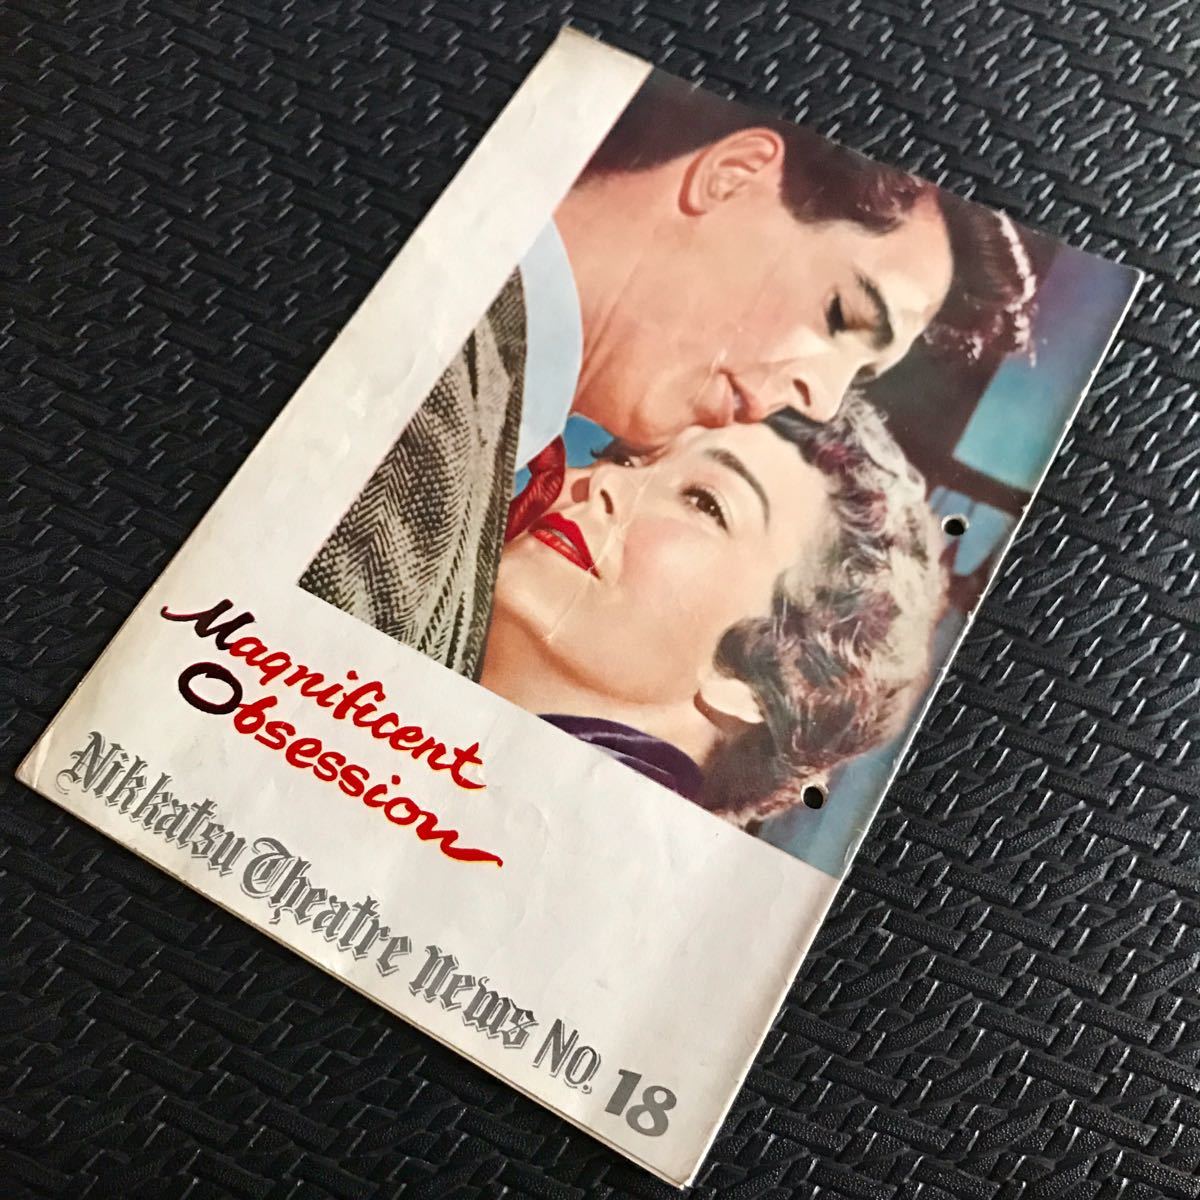 Magnificent
Obsession
Nikkatsu Theatre News No. 18